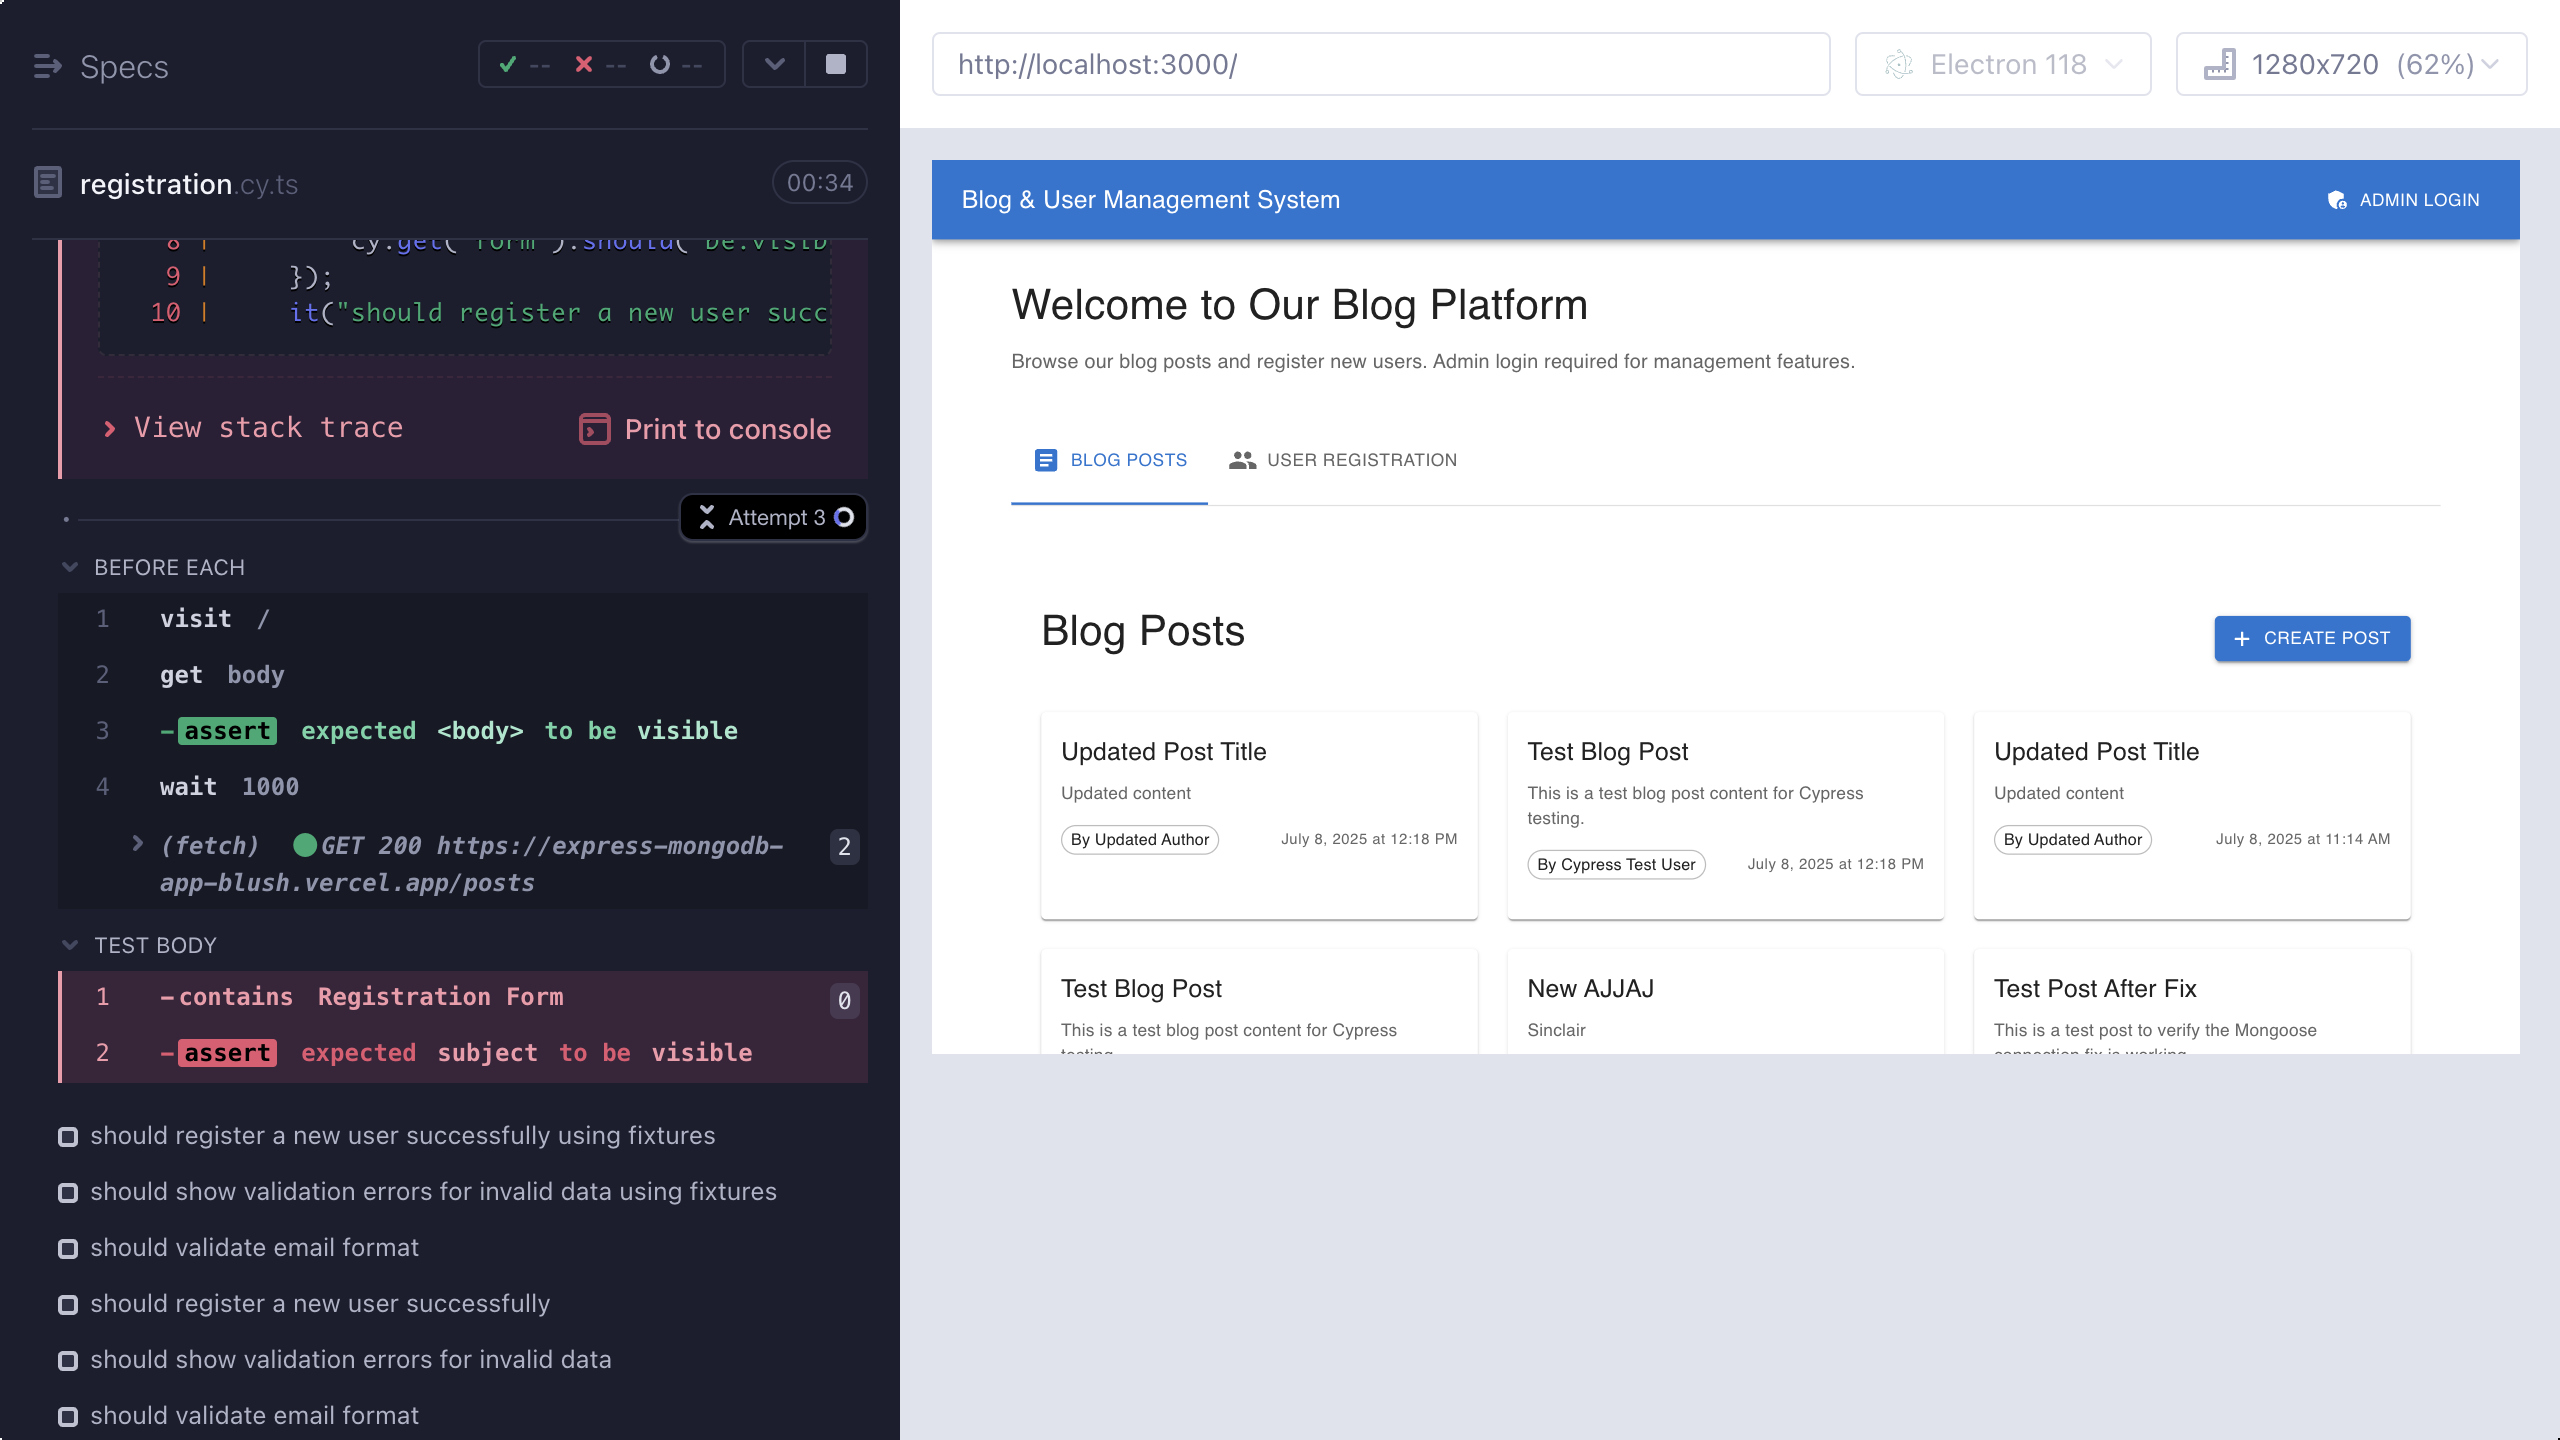 Specs
-- -- --
registration.cy.ts
00:34
8 | cy.get("form").should("be.visib
9 | });
10 | it("should register a new user succ
View stack trace
Print to console
Attempt 3
BEFORE EACH
1 visit /
2 get body
3 -assert expected <body> to be visible
4 wait 1000
(fetch) GET 200 https://express-mongodb-
app-blush.vercel.app/posts
2
TEST BODY
1 -contains Registration Form
0
2 -assert expected subject to be visible
should register a new user successfully using fixtures
should show validation errors for invalid data using fixtures
should validate email format
should register a new user successfully
should show validation errors for invalid data
should validate email format
http://localhost:3000/
Electron 118
1280x720 (62%)
Blog & User Management System
ADMIN LOGIN
Welcome to Our Blog Platform
Browse our blog posts and register new users. Admin login required for management features.
BLOG POSTS
USER REGISTRATION
Blog Posts
+ CREATE POST
Updated Post Title
Updated content
By Updated Author
July 8, 2025 at 12:18 PM
Test Blog Post
This is a test blog post content for Cypress
testing.
By Cypress Test User
July 8, 2025 at 12:18 PM
Updated Post Title
Updated content
By Updated Author
July 8, 2025 at 11:14 AM
Test Blog Post
This is a test blog post content for Cypress
testing.
New AJJAJ
Sinclair
Test Post After Fix
This is a test post to verify the Mongoose
connection fix is working